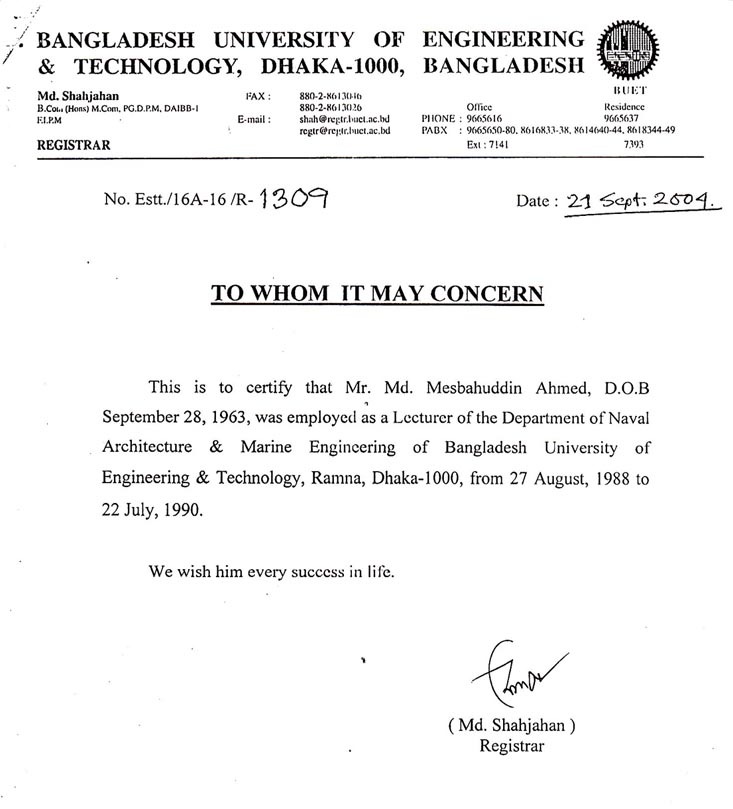 BANGLADESH UNIVERSITY OF ENGINEERING
& TECHNOLOGY, DHAKA-1000, BANGLADESH
BUET
Md. Shahjahan
B.Com (Hons) M.Com, PG.D.P.M, DAIBB-1
F.I.P.M
REGISTRAR
FAX : 880-2-8613046
880-2-8613026
E-mail : shah@regtr.buet.ac.bd
regtr@regtr.buet.ac.bd
Office Residence
PHONE : 9665616 9665637
PABX : 9665650-80, 8616833-38, 8614640-44, 8618344-49
Ext : 7141 7393
No. Estt./16A-16 /R- 1309
Date : 21 Sept. 2004.
TO WHOM IT MAY CONCERN
This is to certify that Mr. Md. Mesbahuddin Ahmed, D.O.B
September 28, 1963, was employed as a Lecturer of the Department of Naval
Architecture & Marine Engineering of Bangladesh University of
Engineering & Technology, Ramna, Dhaka-1000, from 27 August, 1988 to
22 July, 1990.
We wish him every success in life.
( Md. Shahjahan )
Registrar